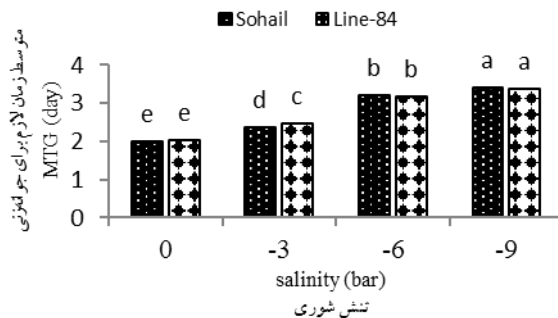 Sohail Line-84
متوسط زمان لازم برای جوانه‌زنی
MTG (day)
4
3
2
1
0
e e d c b b a a
0 -3 -6 -9
salinity (bar)
تنش شوری